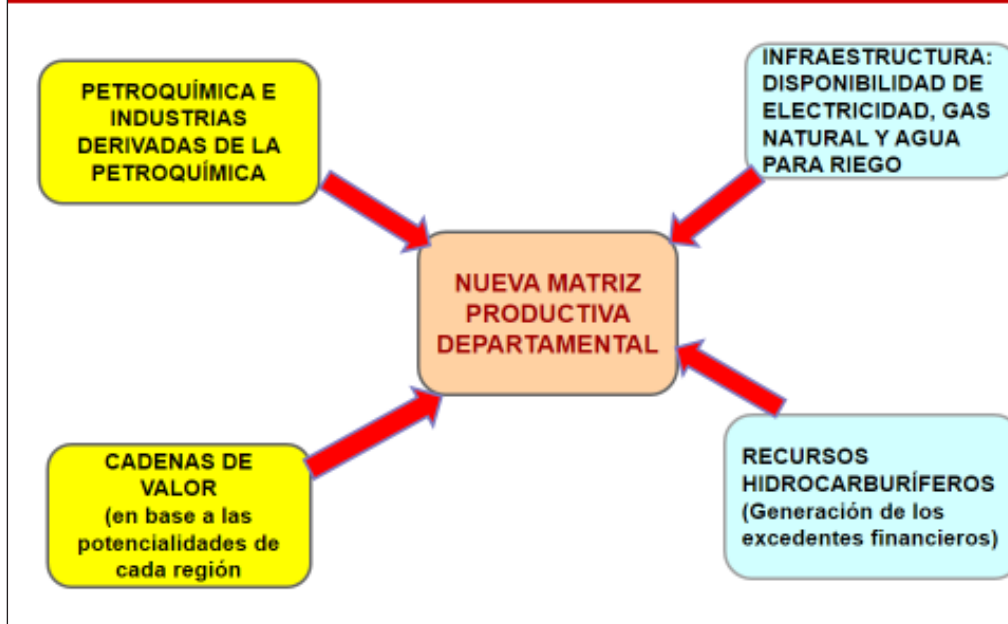 PETROQUÍMICA E
INDUSTRIAS
DERIVADAS DE LA
PETROQUÍMICA
INFRAESTRUCTURA:
DISPONIBILIDAD DE
ELECTRICIDAD, GAS
NATURAL Y AGUA
PARA RIEGO
NUEVA MATRIZ
PRODUCTIVA
DEPARTAMENTAL
CADENAS DE
VALOR
(en base a las
potencialidades de
cada región
RECURSOS
HIDROCARBURÍFEROS
(Generación de los
excedentes financieros)